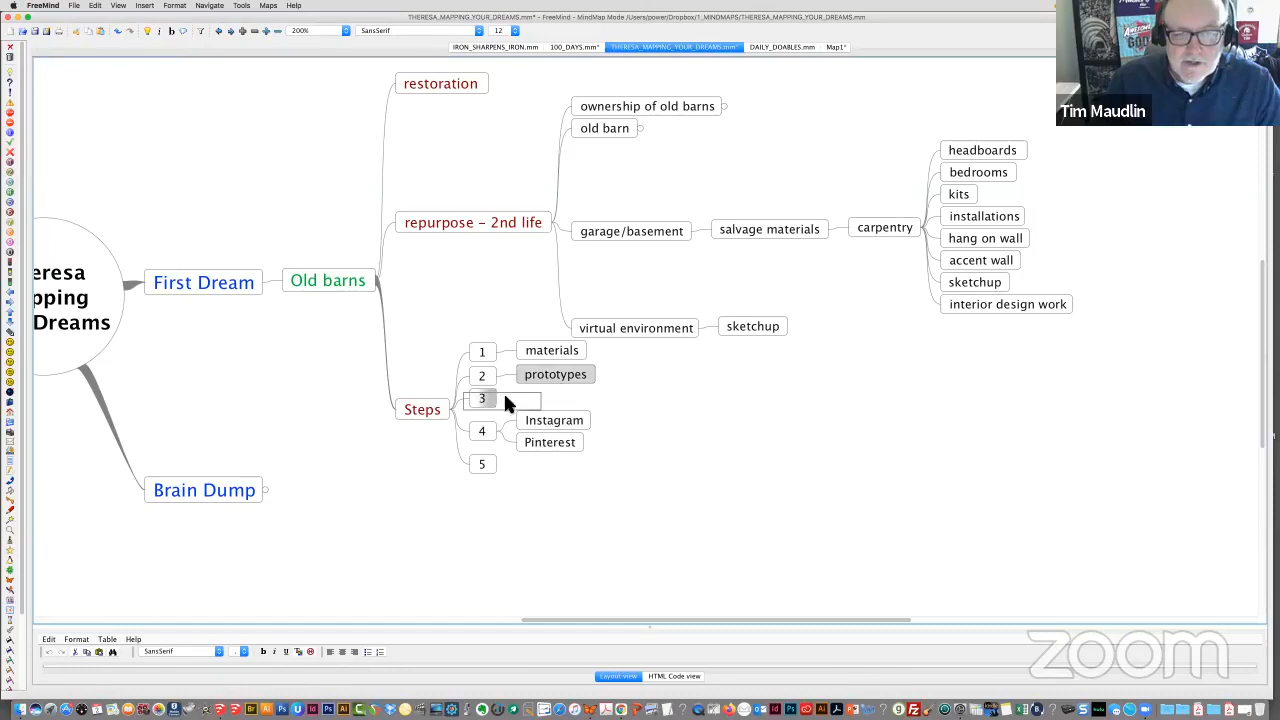 FreeMind File Edit View Insert Format Navigate Tools Maps Help
THERESA_MAPPING_YOUR_DREAMS.mm* - FreeMind - MindMap Mode /Users/power/Dropbox/!_MINDMAPS/THERESA_MAPPING_YOUR_DREAMS.mm
200% SansSerif 12
IRON_SHARPENS_IRON.mm 100_DAYS.mm* THERESA_MAPPING_YOUR_DREAMS.mm* DAILY_DOABLES.mm Map1*
AWESOME
Tim Maudlin
restoration
ownership of old barns
old barn
headboards
bedrooms
kits
installations
hang on wall
accent wall
sketchup
interior design work
repurpose - 2nd life
garage/basement
salvage materials
carpentry
virtual environment
sketchup
eresa
pping
Dreams
First Dream
Old barns
Steps
1 materials
2 prototypes
3
4 Instagram
Pinterest
5
Brain Dump
Edit Format Table Help
SansSerif
b i u
Layout view HTML Code view
zoom